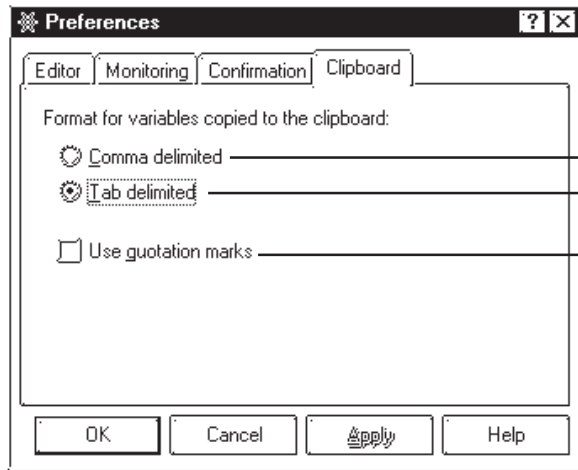 Preferences
Editor Monitoring Confirmation Clipboard
Format for variables copied to the clipboard:
Comma delimited
Tab delimited
Use guotation marks
OK Cancel Apply Help